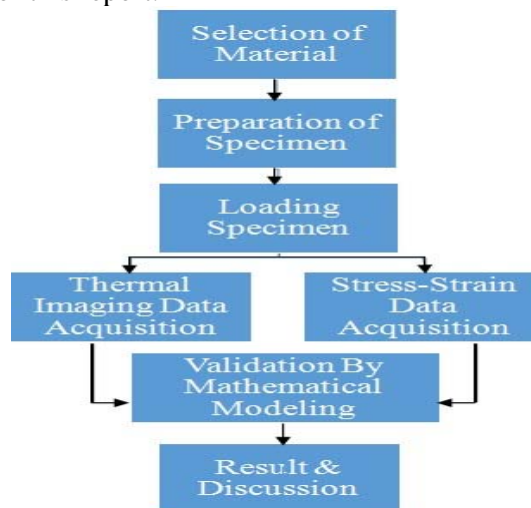 Selection of
Material
Preparation of
Specimen
Loading
Specimen
Thermal
Imaging Data
Acquisition
Stress-Strain
Data
Acquisition
Validation By
Mathematical
Modeling
Result &
Discussion